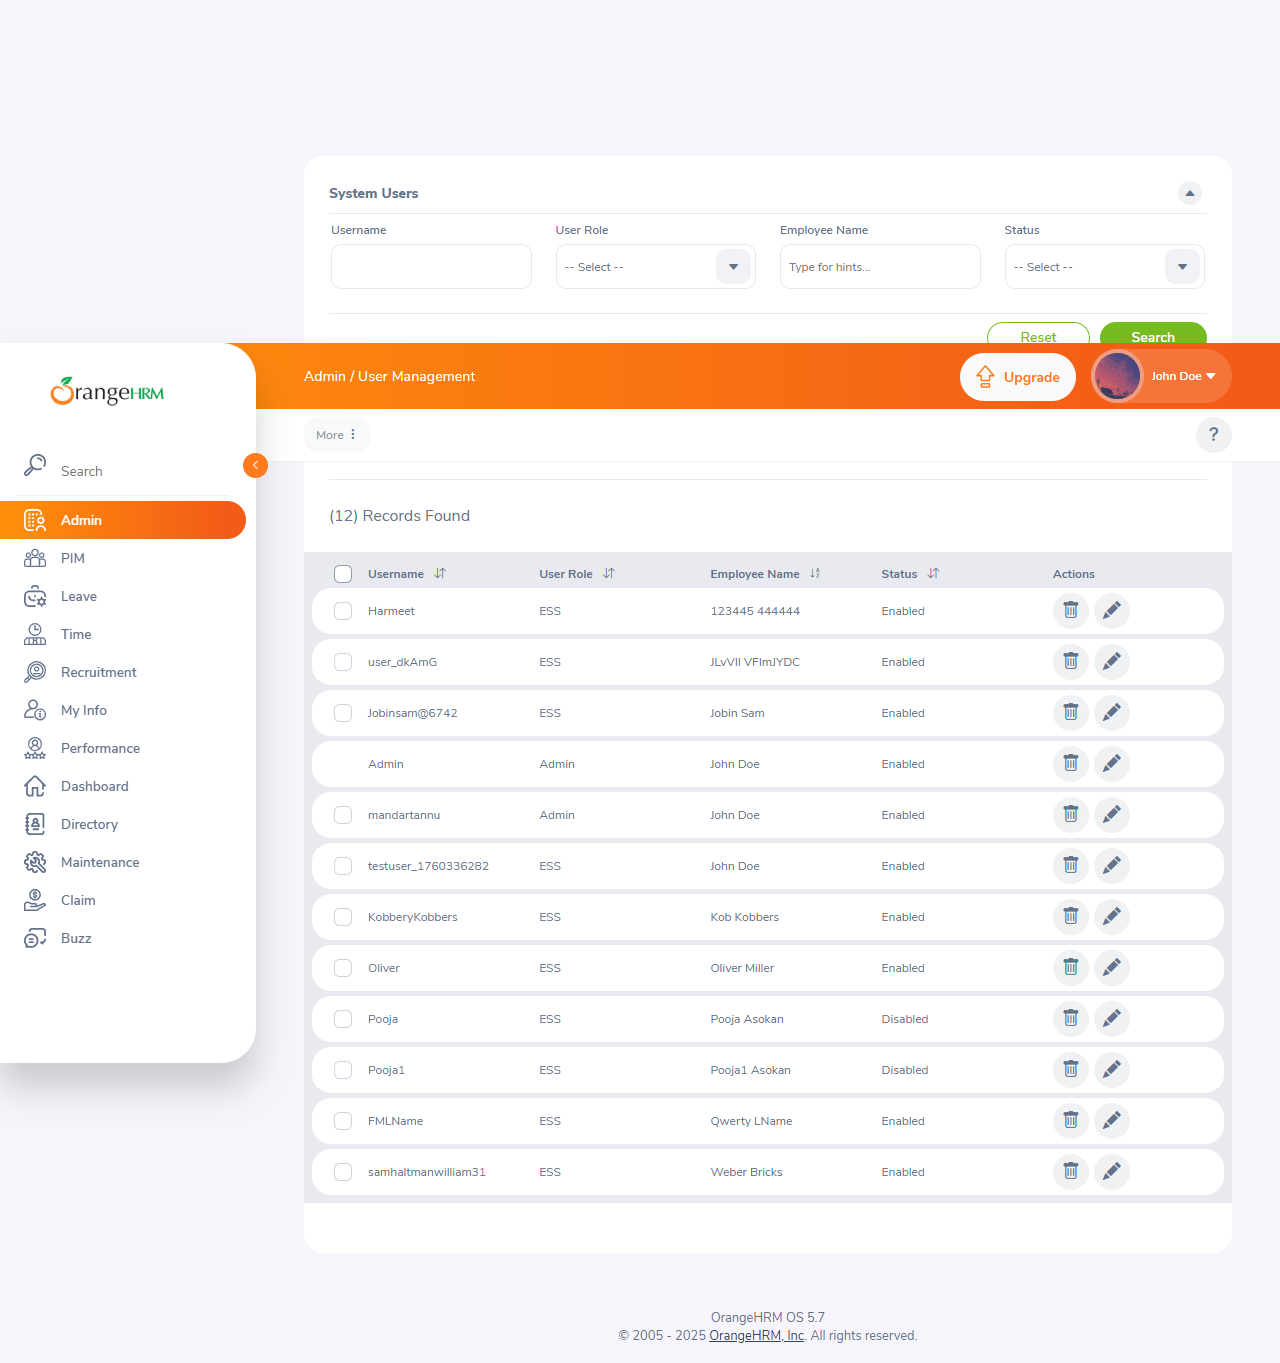 System Users
Username User Role Employee Name Status
-- Select -- Type for hints... -- Select --
Reset Search
Admin / User Management Upgrade John Doe
OrangeHRM
More ?
Search
(12) Records Found
Admin
PIM
Leave
Time
Recruitment
My Info
Performance
Dashboard
Directory
Maintenance
Claim
Buzz
Username User Role Employee Name Status Actions
Harmeet ESS 123445 444444 Enabled
user_dkAmG ESS Enabled
Jobinsam@6742 ESS Jobin Sam Enabled
Admin Admin John Doe Enabled
mandartannu Admin John Doe Enabled
testuser_1760336282 ESS John Doe Enabled
KobberyKobbers ESS Kob Kobbers Enabled
Oliver ESS Oliver Miller Enabled
Pooja ESS Pooja Asokan Disabled
Pooja1 ESS Pooja1 Asokan Disabled
FMLName ESS Qwerty LName Enabled
samhaltmanwilliam31 ESS Weber Bricks Enabled
OrangeHRM OS 5.7
© 2005 - 2025 OrangeHRM, Inc. All rights reserved.